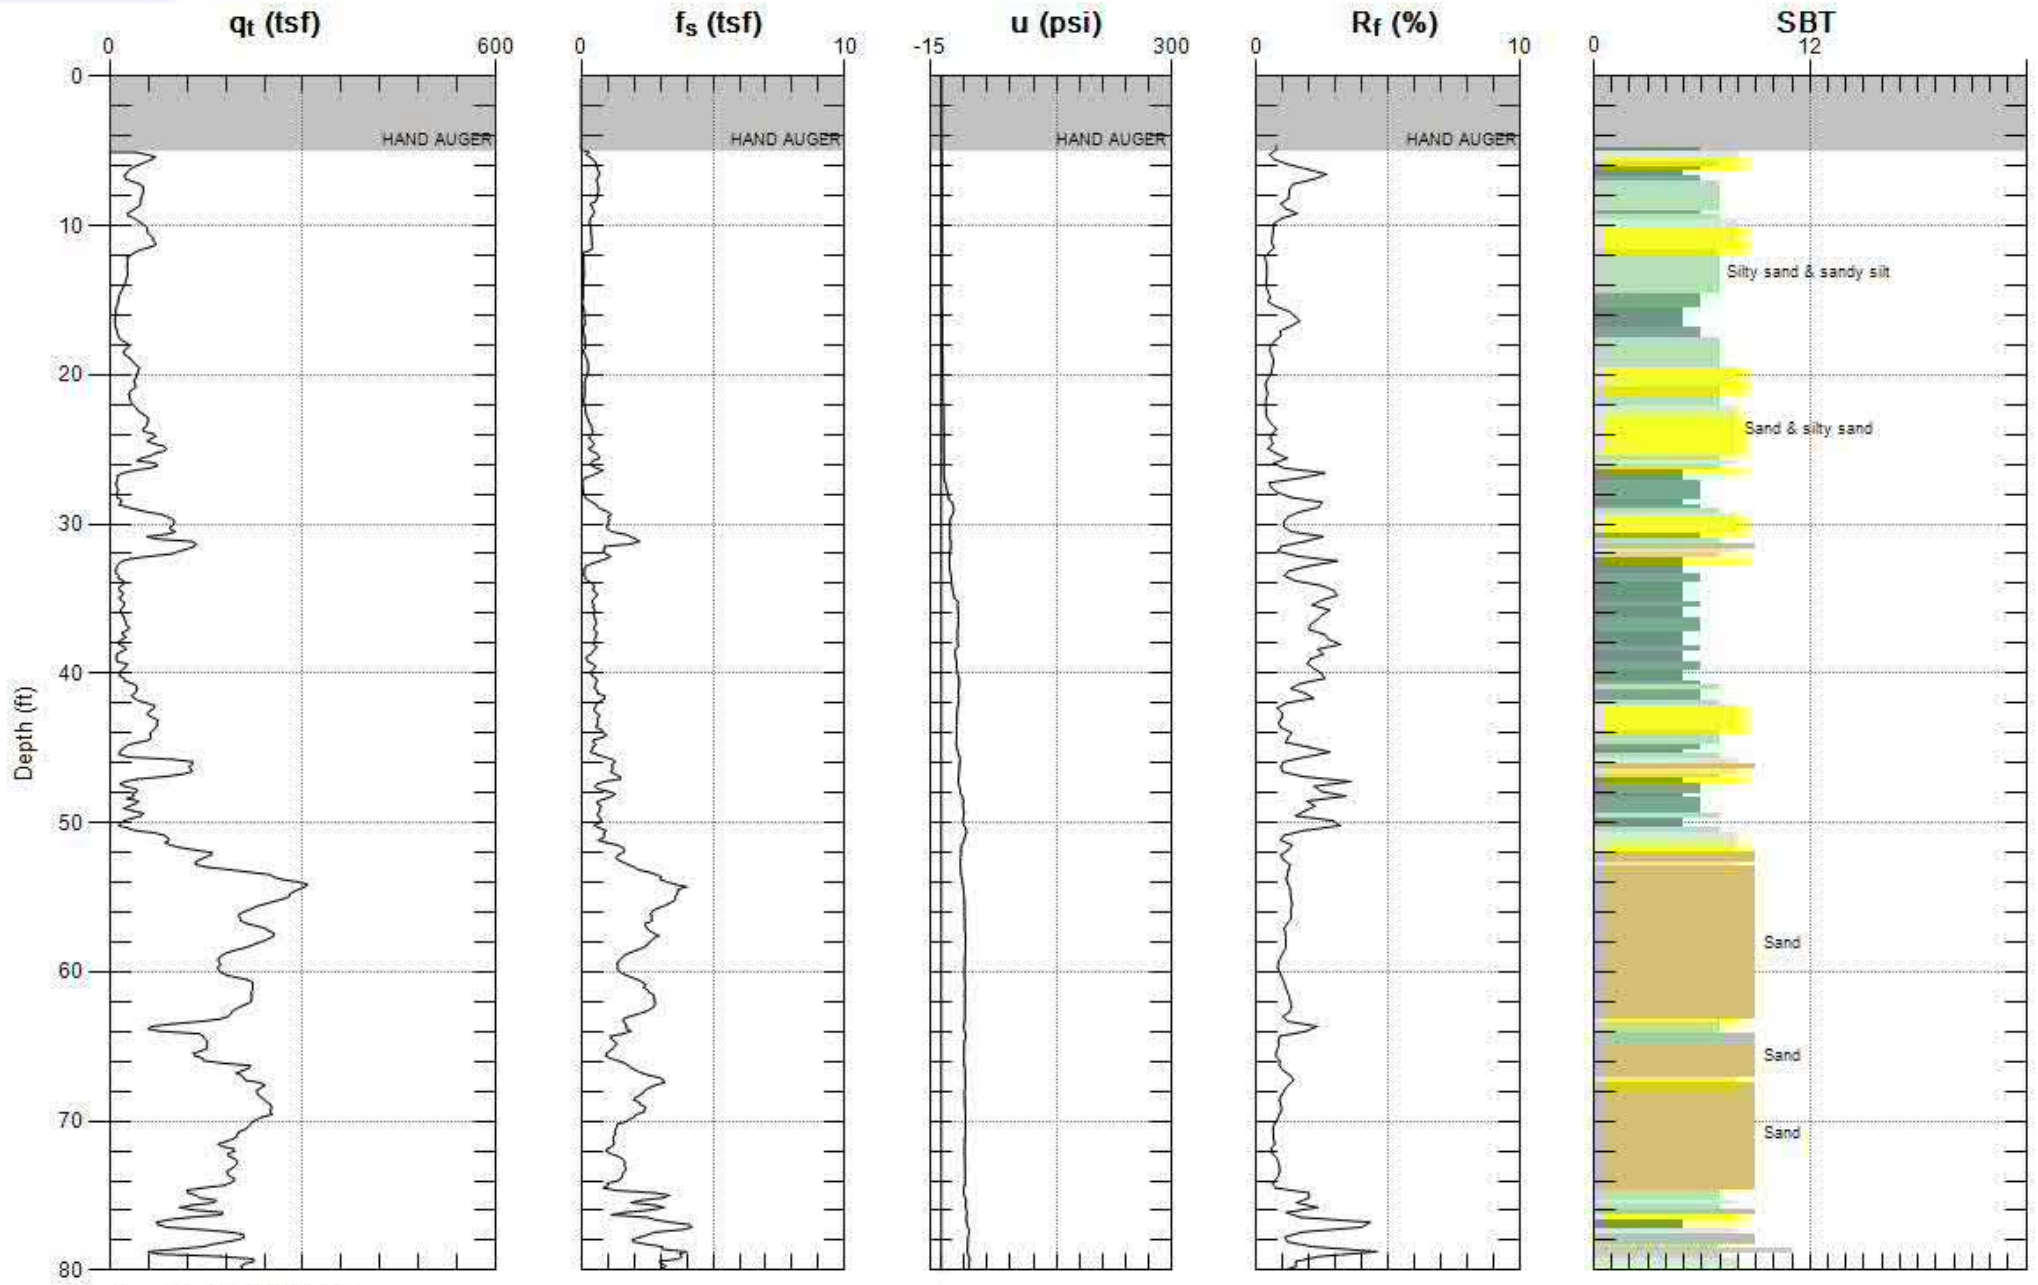 qt (tsf) fs (tsf) u (psi) Rf (%) SBT
0 600 0 10 -15 300 0 10 0 12
0
HAND AUGER HAND AUGER HAND AUGER HAND AUGER
10
Silty sand & sandy silt
20
Sand & silty sand
30
40
Depth (ft)
50
Sand
60
Sand
70
Sand
80